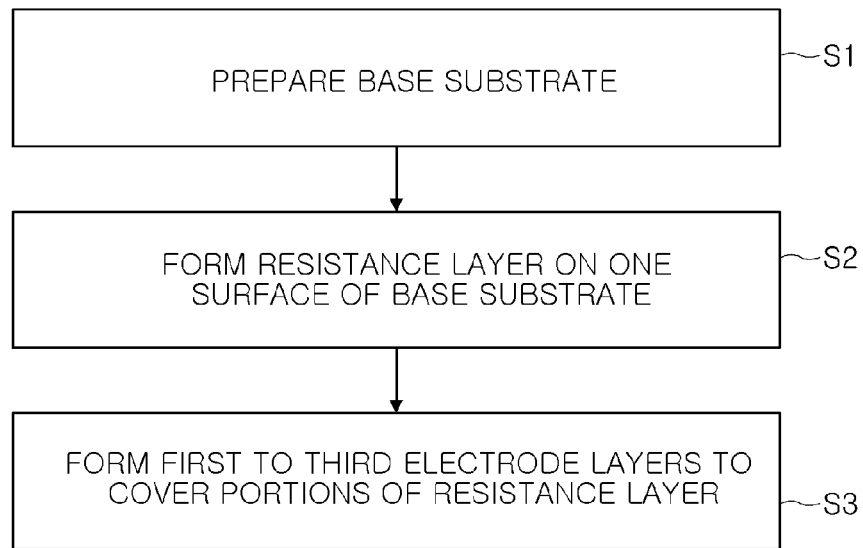 PREPARE BASE SUBSTRATE
S1
FORM RESISTANCE LAYER ON ONE
SURFACE OF BASE SUBSTRATE
S2
FORM FIRST TO THIRD ELECTRODE LAYERS TO
COVER PORTIONS OF RESISTANCE LAYER
S3